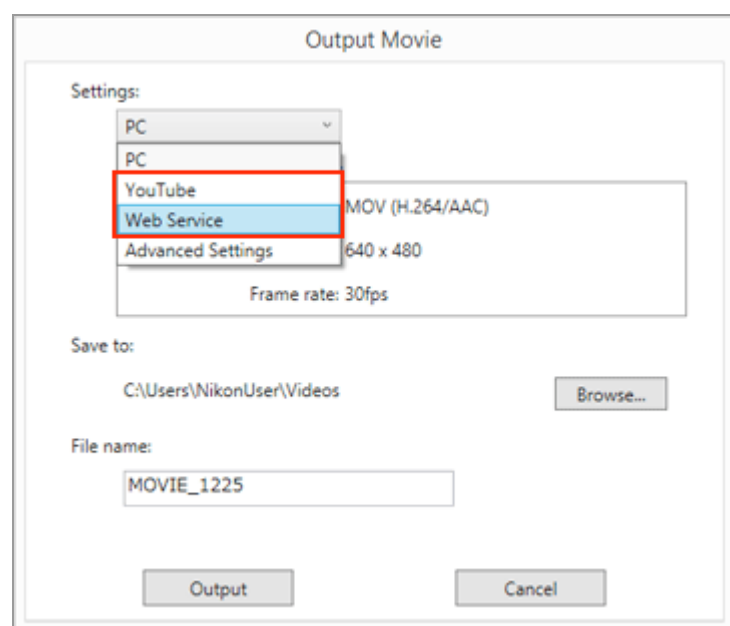 Output Movie
Settings:
PC
PC
YouTube
Web Service
Advanced Settings
MOV (H.264/AAC)
640 x 480
Frame rate: 30fps
Save to:
C:\Users\NikonUser\Videos
Browse...
File name:
MOVIE_1225
Output
Cancel